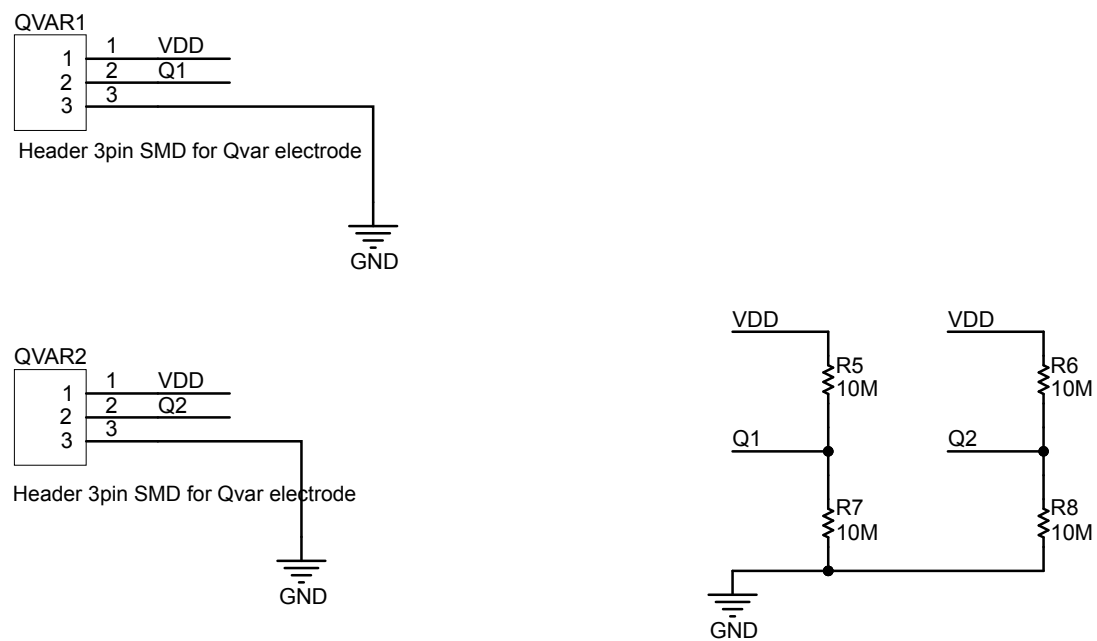 QVAR1
1 1 VDD
2 2 Q1
3 3
Header 3pin SMD for Qvar electrode
GND
QVAR2
1 1 VDD
2 2 Q2
3 3
Header 3pin SMD for Qvar electrode
GND
VDD VDD
R5 R6
10M 10M
Q1 Q2
R7 R8
10M 10M
GND